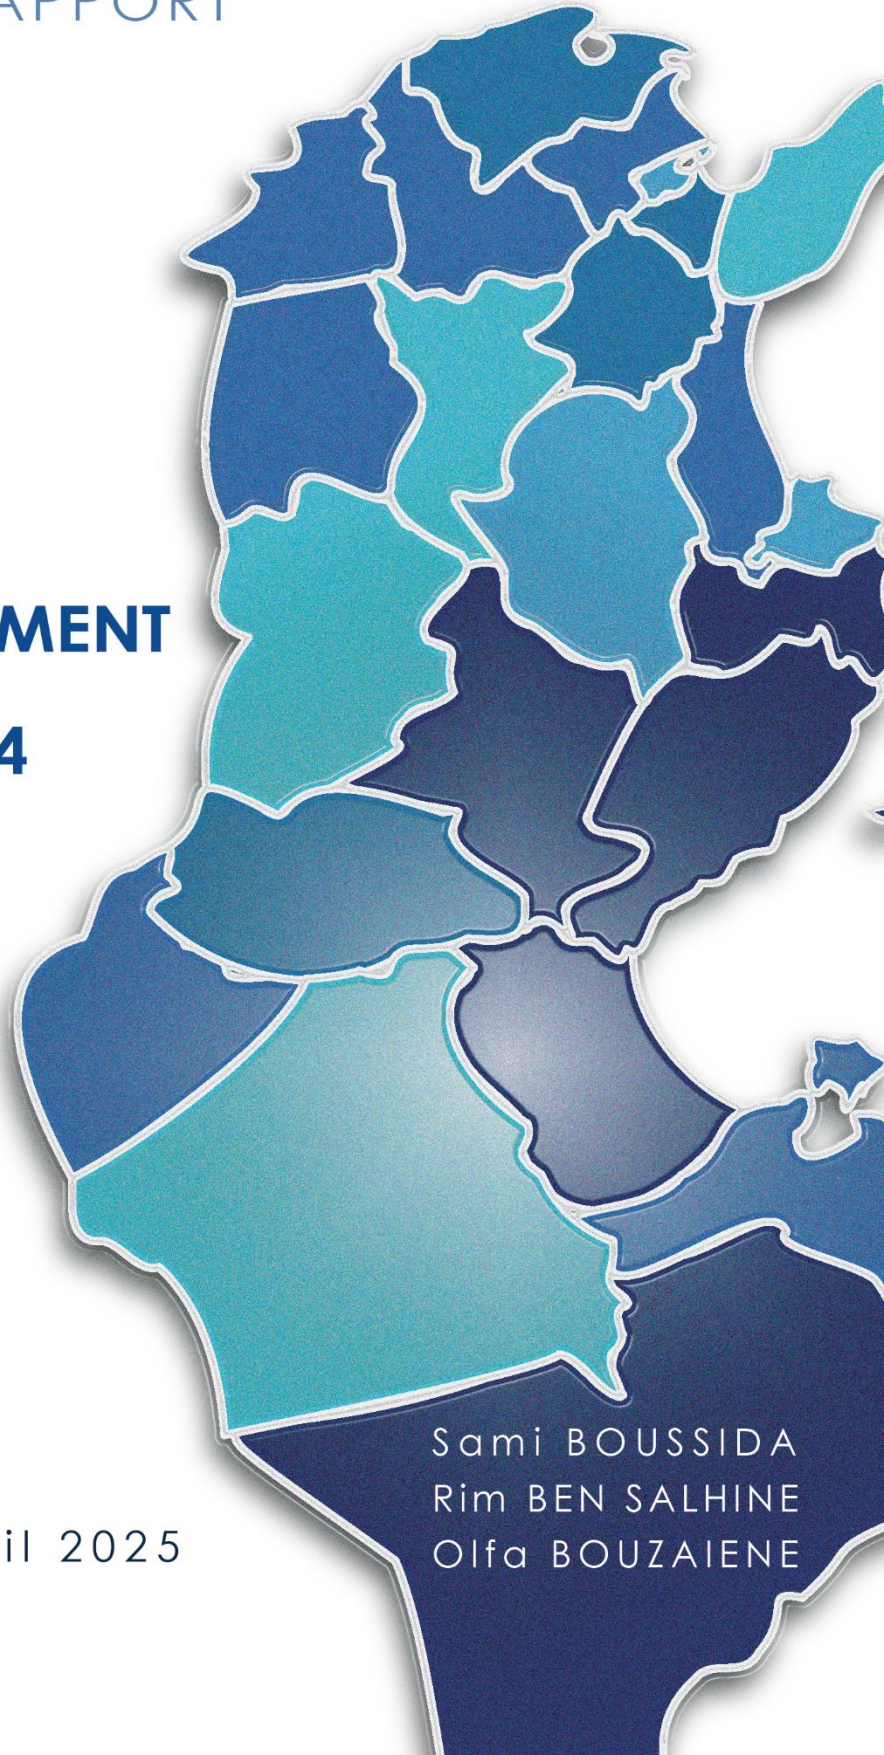 APPORT
MENT
4
il 2025
Sami BOUSSIDA
Rim BEN SALHINE
Olfa BOUZAIENE